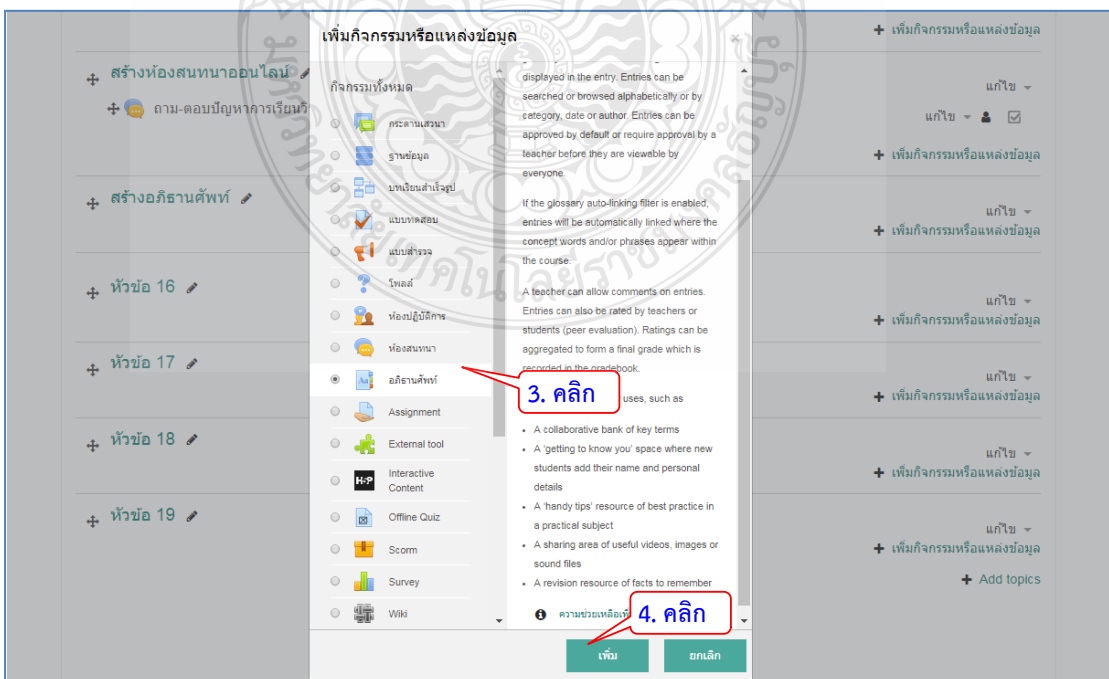 เพิ่มกิจกรรมหรือแหล่งข้อมูล
×
เพิ่มกิจกรรมหรือแหล่งข้อมูล
สร้างห้องสนทนาออนไลน์
แก้ไข
ถาม-ตอบปัญหาการเรียนวิ
แก้ไข
เพิ่มกิจกรรมหรือแหล่งข้อมูล
สร้างอภิธานศัพท์
แก้ไข
เพิ่มกิจกรรมหรือแหล่งข้อมูล
หัวข้อ 16
แก้ไข
เพิ่มกิจกรรมหรือแหล่งข้อมูล
หัวข้อ 17
แก้ไข
เพิ่มกิจกรรมหรือแหล่งข้อมูล
หัวข้อ 18
แก้ไข
เพิ่มกิจกรรมหรือแหล่งข้อมูล
หัวข้อ 19
แก้ไข
เพิ่มกิจกรรมหรือแหล่งข้อมูล
Add topics
กิจกรรมทั้งหมด
กระดานเสวนา
ฐานข้อมูล
บทเรียนสำเร็จรูป
แบบทดสอบ
แบบสำรวจ
โพลล์
ห้องปฏิบัติการ
ห้องสนทนา
อภิธานศัพท์
Assignment
External tool
H-P
Interactive
Content
Offline Quiz
Scorm
Survey
Wiki
displayed in the entry. Entries can be
searched or browsed alphabetically or by
category, date or author. Entries can be
approved by default or require approval by a
teacher before they are viewable by
everyone.
If the glossary auto-linking filter is enabled,
entries will be automatically linked where the
concept words and/or phrases appear within
the course.
A teacher can allow comments on entries.
Entries can also be rated by teachers or
students (peer evaluation). Ratings can be
aggregated to form a final grade which is
recorded in the gradebook.
3. คลิก
uses, such as
• A collaborative bank of key terms
• A 'getting to know you' space where new
students add their name and personal
details
• A 'handy tips' resource of best practice in
a practical subject
• A sharing area of useful videos, images or
sound files
• A revision resource of facts to remember
ความช่วยเหลือเพิ
4. คลิก
เพิ่ม
ยกเลิก